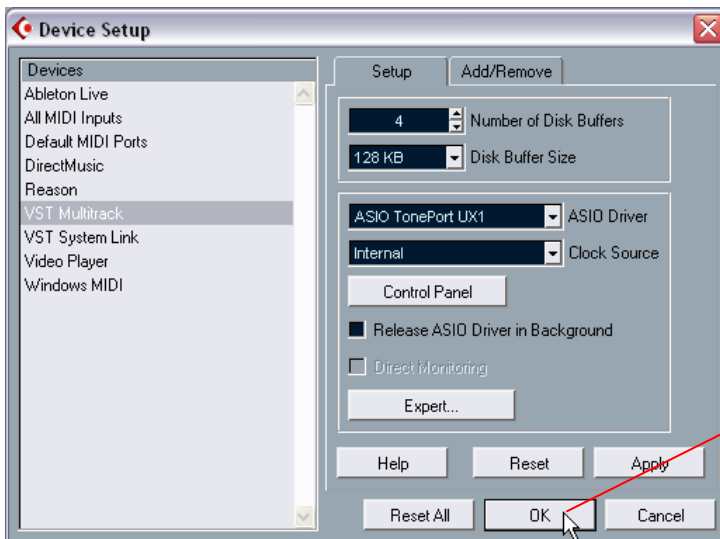 Device Setup
Devices
Ableton Live
All MIDI Inputs
Default MIDI Ports
DirectMusic
Reason
VST Multitrack
VST System Link
Video Player
Windows MIDI
Setup
Add/Remove
4 Number of Disk Buffers
128 KB Disk Buffer Size
ASIO TonePort UX1 ASIO Driver
Internal Clock Source
Control Panel
Release ASIO Driver in Background
Direct Monitoring
Expert...
Help Reset Apply
Reset All OK Cancel